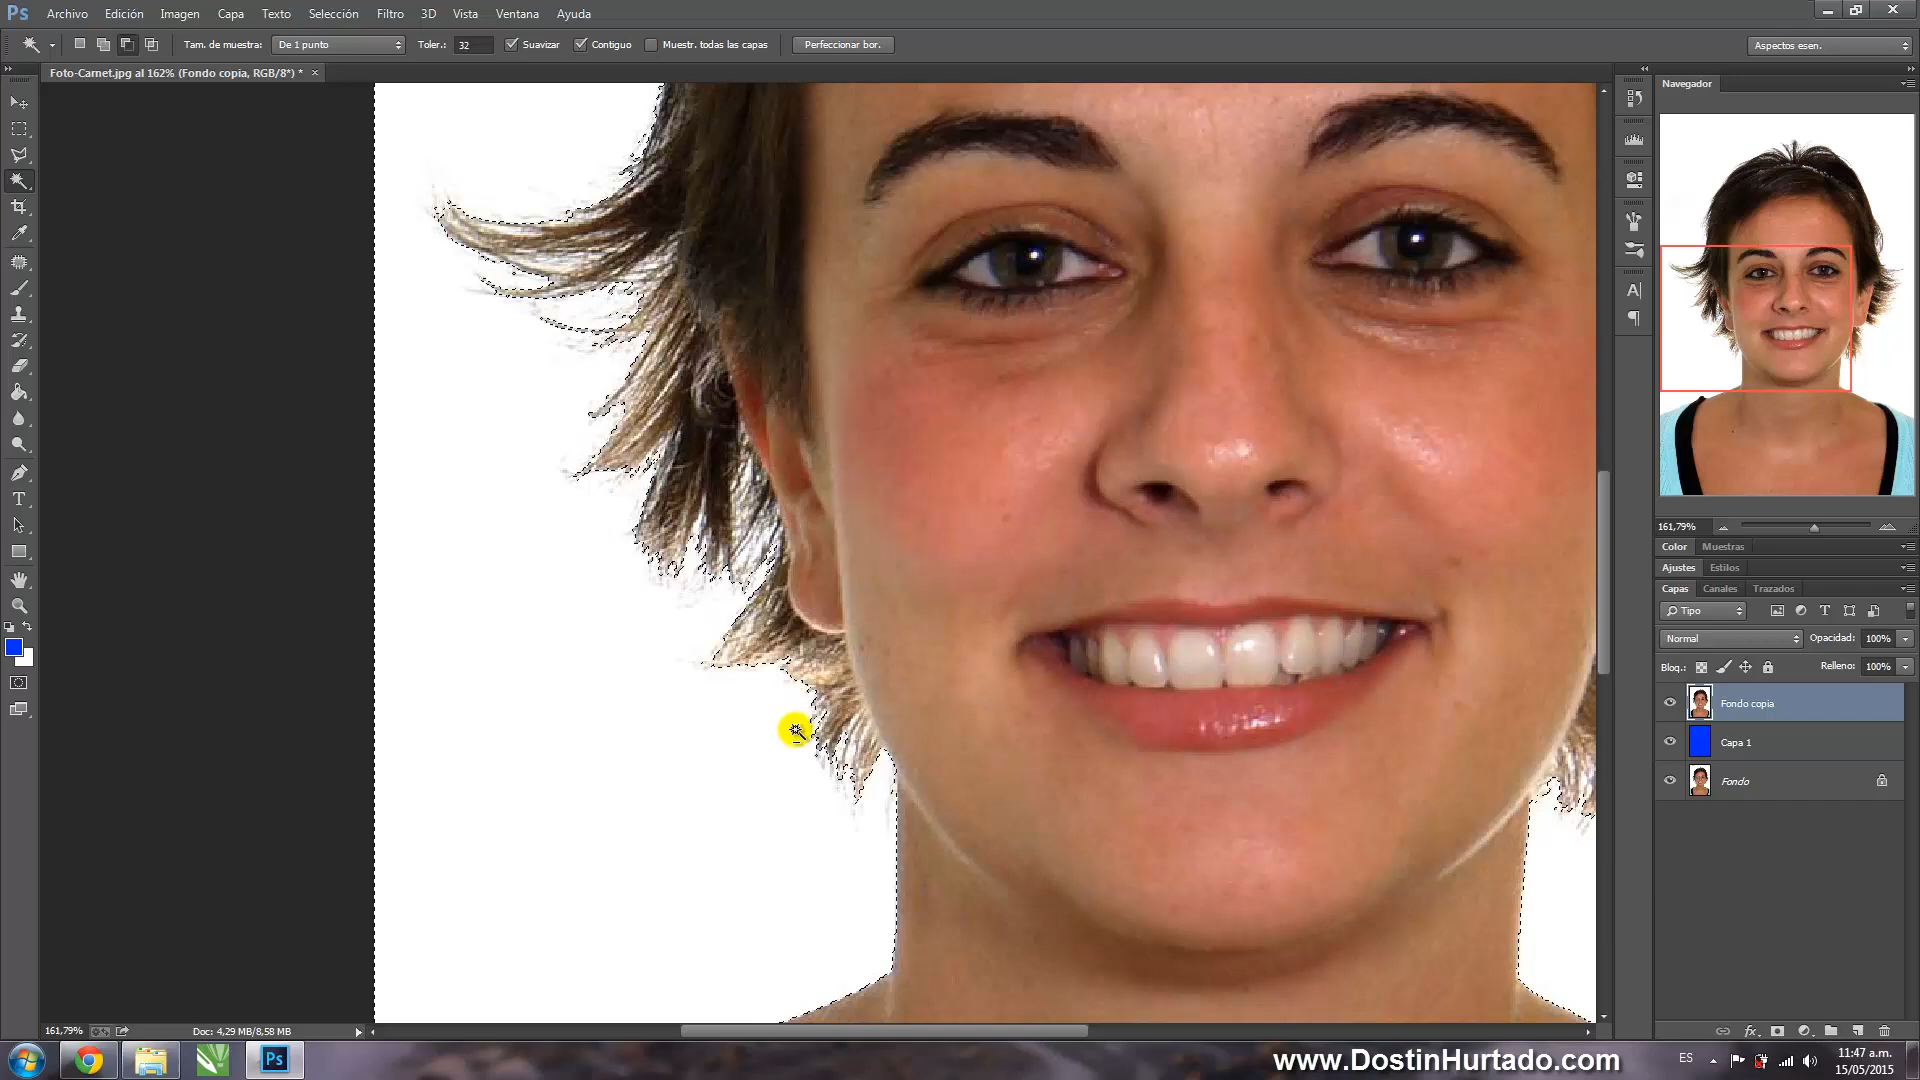 Ps Archivo Edición Imagen Capa Texto Selección Filtro 3D Vista Ventana Ayuda
Tam. de muestra: De 1 punto Toler.: 32 Suavizar Contiguo Muestr. todas las capas Perfeccionar bor. Aspectos esen.
Foto-Carnet.jpg al 162% (Fondo copia, RGB/8*) * ×
Navegador
161,79%
Color Muestras
Ajustes Estilos
Capas Canales Trazados
Tipo
Normal Opacidad: 100%
Bloq.: Relleno: 100%
Fondo copia
Capa 1
Fondo
161,79% Doc: 4,29 MB/8,58 MB
Ps www.DostinHurtado.com ES 11:47 a.m.
15/05/2015